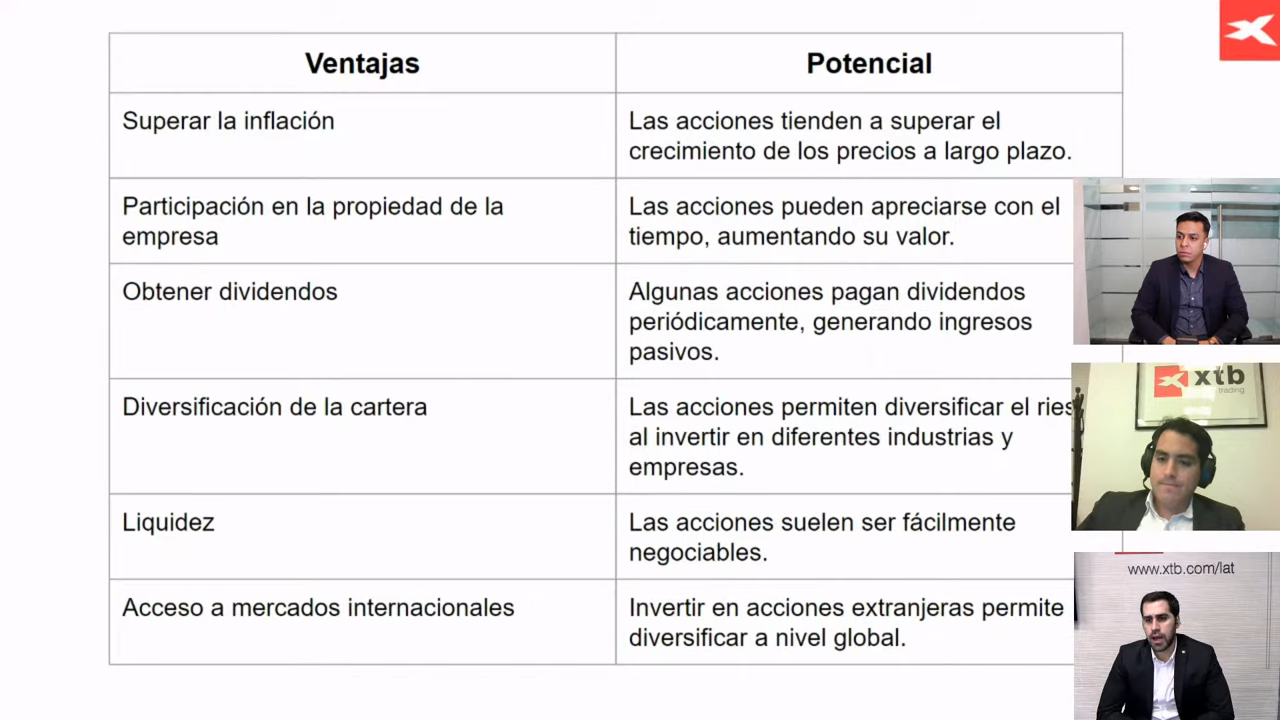 Ventajas
Potencial
Superar la inflación
Las acciones tienden a superar el
crecimiento de los precios a largo plazo.
Participación en la propiedad de la
empresa
Las acciones pueden apreciarse con el
tiempo, aumentando su valor.
Obtener dividendos
Algunas acciones pagan dividendos
periódicamente, generando ingresos
pasivos.
Diversificación de la cartera
Las acciones permiten diversificar el ries
al invertir en diferentes industrias y
empresas.
Liquidez
Las acciones suelen ser fácilmente
negociables.
Acceso a mercados internacionales
Invertir en acciones extranjeras permite
diversificar a nivel global.
xtb
trading
www.xtb.com/lat